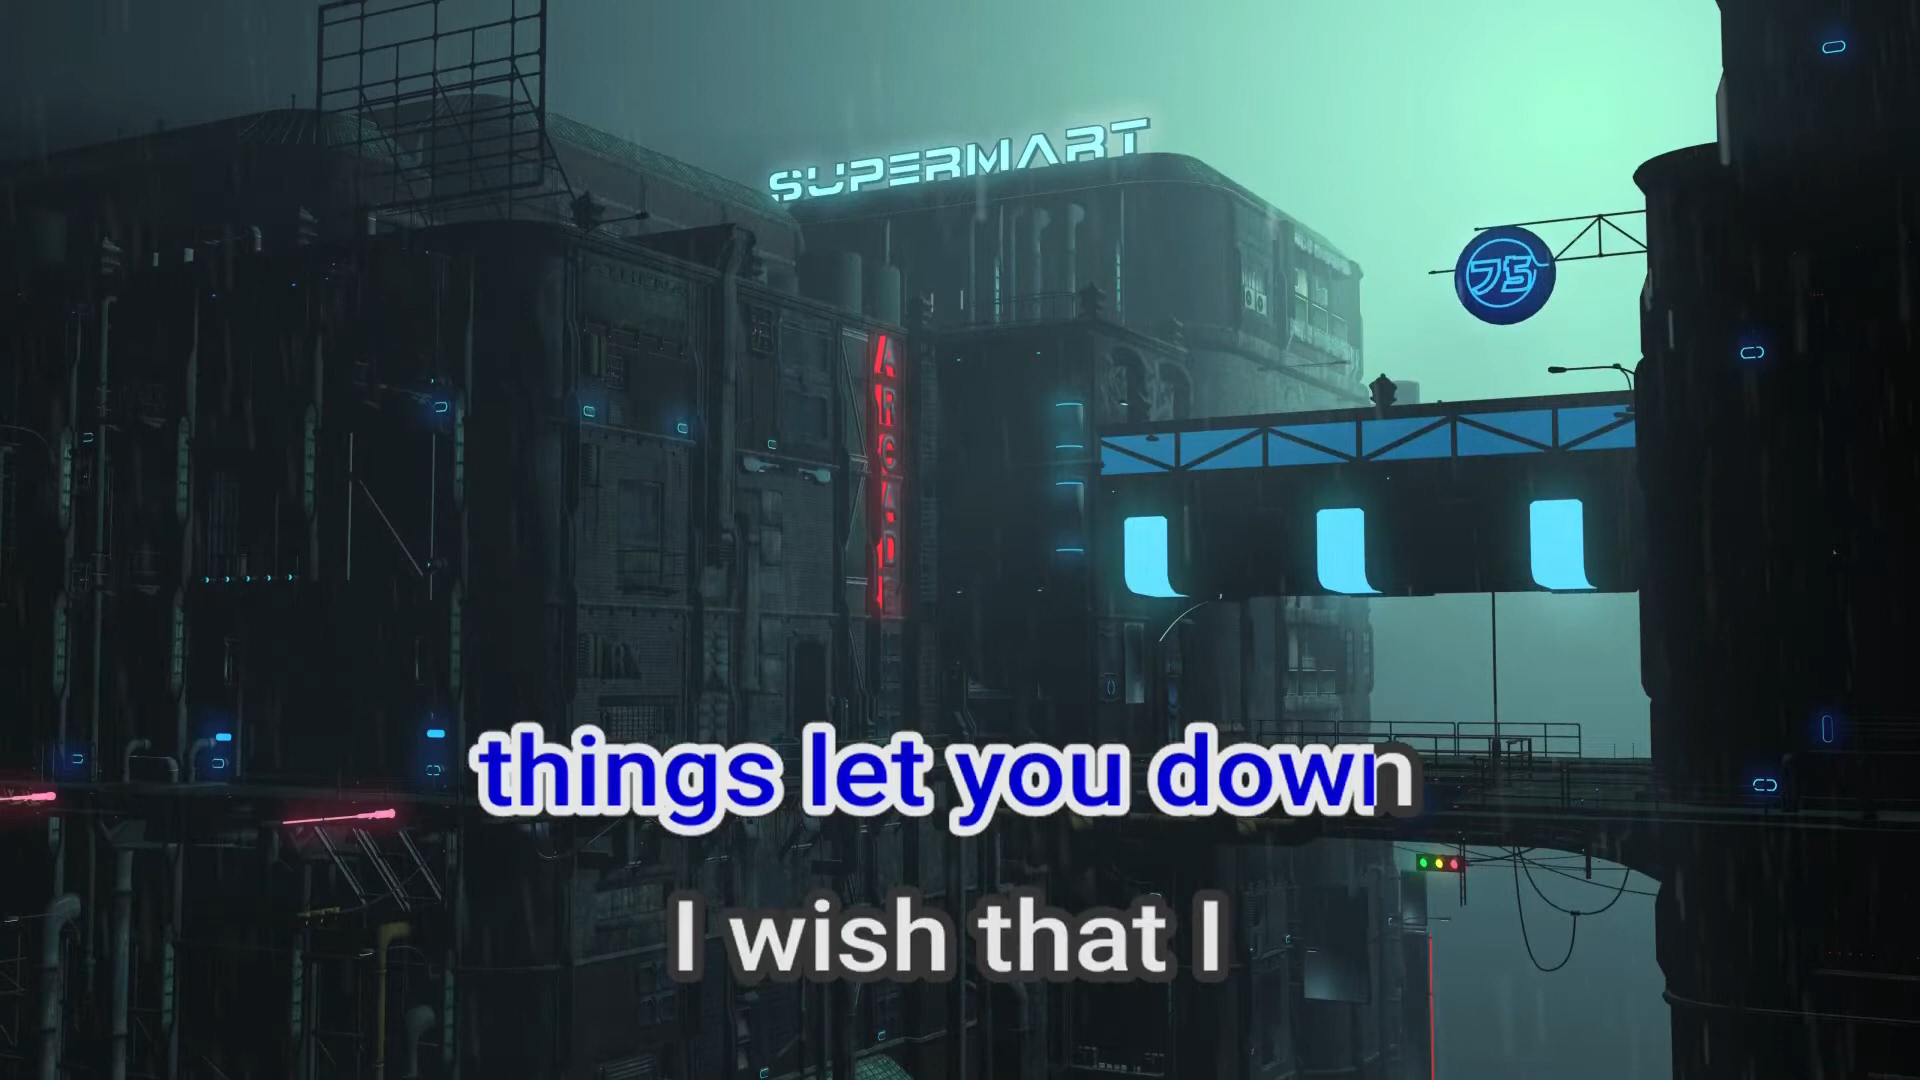 SUPERMART
75
ARCADE
things let you down
I wish that I